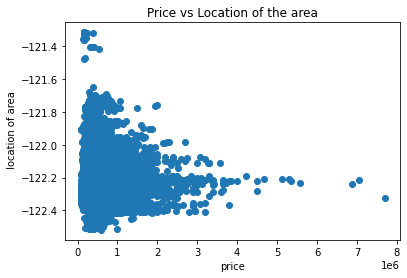 Price vs Location of the area
location of area
−121.4
−121.6
−121.8
−122.0
−122.2
−122.4
0 1 2 3 4 5 6 7 8
1e6
price